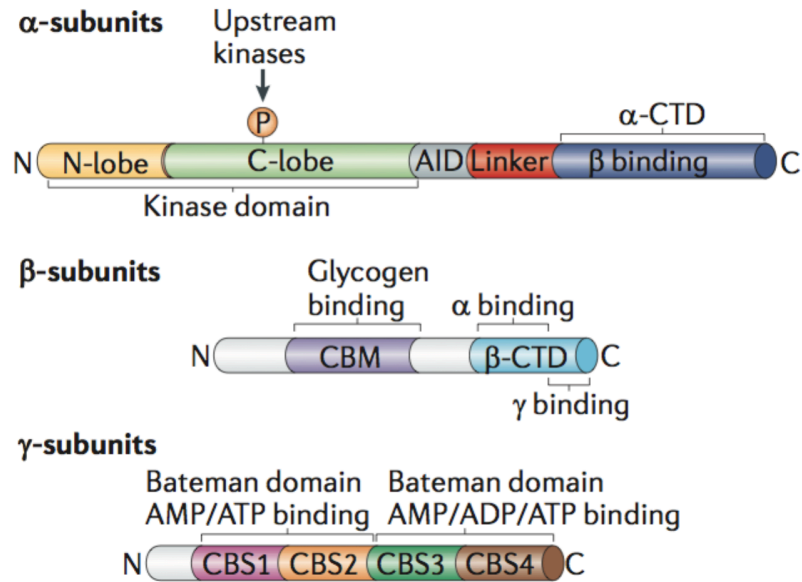 α-subunits
Upstream
kinases
P
α-CTD
N N-lobe C-lobe AID Linker β binding C
Kinase domain
β-subunits
Glycogen
binding
α binding
N CBM β-CTD C
γ binding
γ-subunits
Bateman domain
AMP/ATP binding
Bateman domain
AMP/ADP/ATP binding
N CBS1 CBS2 CBS3 CBS4 C